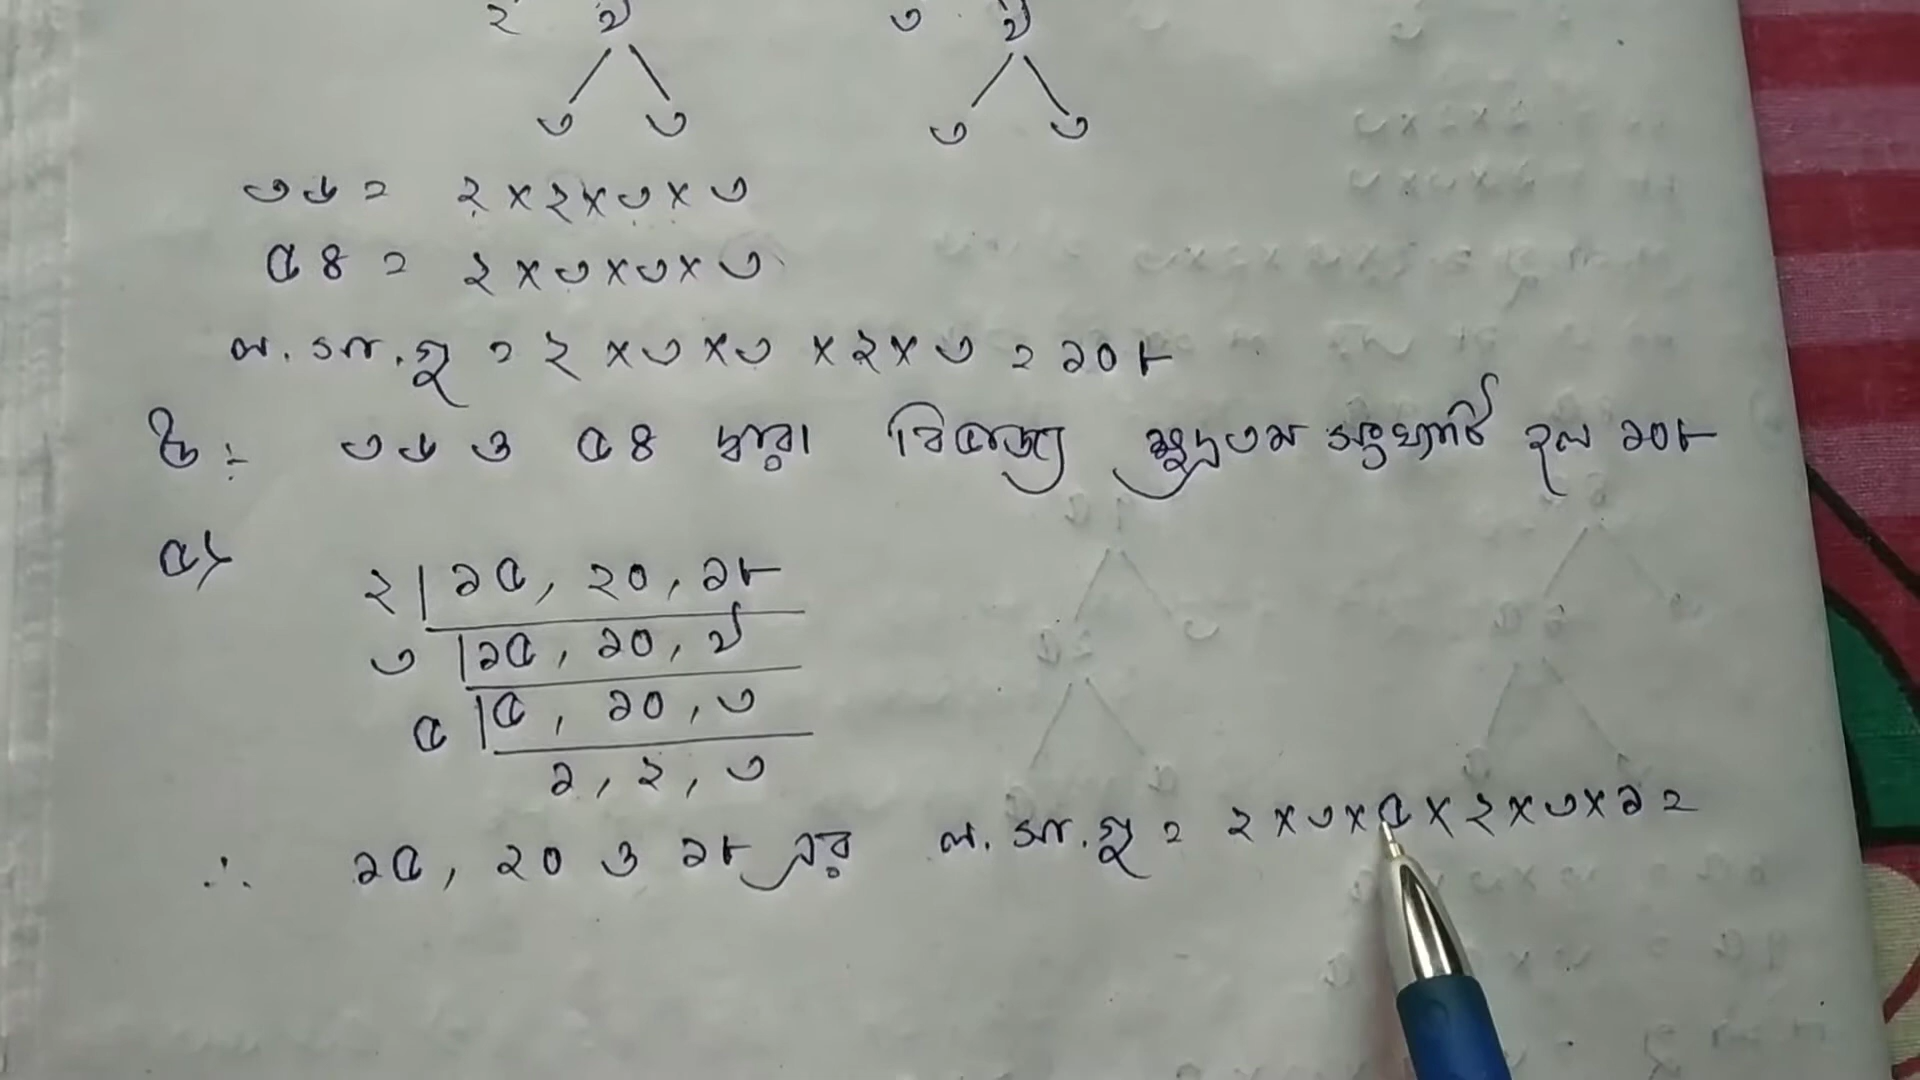 ২ ৯
৩ ৯
৩ ৩
৩ ৩
৩৬ = ২×২×৩×৩
৫৪ = ২×৩×৩×৩
ল.সা.গু = ২×৩×৩×২×৩ = ১০৮
উঃ ৩৬ ও ৫৪ দ্বারা বিভাজ্য ক্ষুদ্রতম সংখ্যাটি হল ১০৮
৫)
২ | ১৫, ২০, ১৮
৩ | ১৫, ১০, ৯
৫ | ৫, ১০, ৩
১, ২, ৩
∴ ১৫, ২০ ও ১৮ এর ল.সা.গু = ২×৩×৫×২×৩×১ =